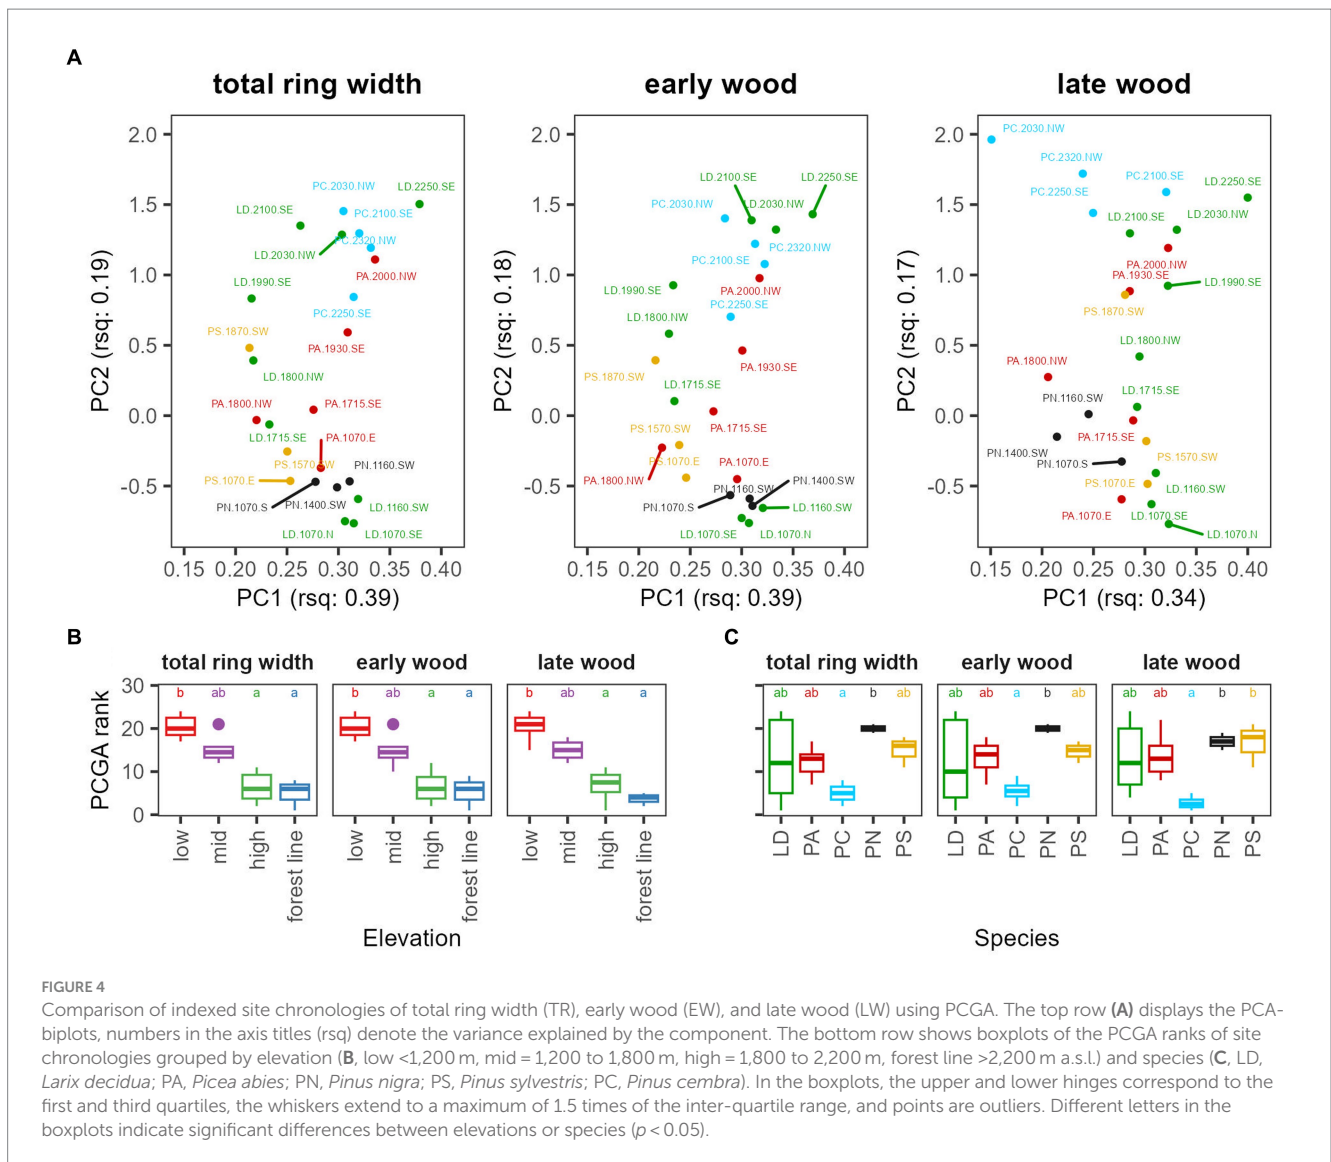 A
total ring width
early wood
late wood
PC2 (rsq: 0.19)
2.0
1.5
1.0
0.5
0.0
-0.5
PC.2030.NW
LD.2250.SE
LD.2100.SE
PC.2100.SE
PC.2320.NW
LD.2030.NW
PA.2000.NW
LD.1990.SE
PC.2250.SE
PS.1870.SW
PA.1930.SE
LD.1800.NW
PA.1800.NW
PA.1715.SE
LD.1715.SE
PA.1070.E
PS.1570.SW
PN.1160.SW
PS.1070.E
PN.1070.S
PN.1400.SW
LD.1160.SW
LD.1070.N
LD.1070.SE
0.15 0.20 0.25 0.30 0.35 0.40
PC1 (rsq: 0.39)
PC2 (rsq: 0.18)
2.0
1.5
1.0
0.5
0.0
-0.5
LD.2100.SE
LD.2250.SE
PC.2030.NW
LD.2030.NW
PC.2320.NW
PC.2100.SE
LD.1990.SE
PA.2000.NW
PC.2250.SE
LD.1800.NW
PA.1930.SE
PS.1870.SW
LD.1715.SE
PS.1570.SW
PA.1715.SE
PS.1070.E
PA.1070.E
PA.1800.NW
PN.1160.SW
PN.1400.SW
PN.1070.S
LD.1160.SW
LD.1070.SE
LD.1070.N
0.15 0.20 0.25 0.30 0.35 0.40
PC1 (rsq: 0.39)
PC2 (rsq: 0.17)
2.0
1.5
1.0
0.5
0.0
-0.5
PC.2030.NW
PC.2320.NW
PC.2100.SE
LD.2250.SE
PC.2250.SE
LD.2100.SE
LD.2030.NW
PA.2000.NW
PA.1930.SE
LD.1990.SE
PS.1870.SW
LD.1800.NW
PA.1800.NW
LD.1715.SE
PN.1160.SW
PA.1715.SE
PN.1400.SW
PN.1070.S
PS.1570.SW
PS.1070.E
LD.1160.SW
PA.1070.E
LD.1070.SE
LD.1070.N
0.15 0.20 0.25 0.30 0.35 0.40
PC1 (rsq: 0.34)
B
total ring width
early wood
late wood
PCGA rank
30
20
10
0
b ab a a
b ab a a
b ab a a
low mid high forest line
low mid high forest line
low mid high forest line
Elevation
C
total ring width
early wood
late wood
ab ab a b ab
ab ab a b ab
ab ab a b b
LD PA PC PN PS
LD PA PC PN PS
LD PA PC PN PS
Species
FIGURE 4
Comparison of indexed site chronologies of total ring width (TR), early wood (EW), and late wood (LW) using PCGA. The top row (A) displays the PCA-
biplots, numbers in the axis titles (rsq) denote the variance explained by the component. The bottom row shows boxplots of the PCGA ranks of site
chronologies grouped by elevation (B, low <1,200 m, mid = 1,200 to 1,800 m, high = 1,800 to 2,200 m, forest line >2,200 m a.s.l.) and species (C, LD,
Larix decidua; PA, Picea abies; PN, Pinus nigra; PS, Pinus sylvestris; PC, Pinus cembra). In the boxplots, the upper and lower hinges correspond to the
first and third quartiles, the whiskers extend to a maximum of 1.5 times of the inter-quartile range, and points are outliers. Different letters in the
boxplots indicate significant differences between elevations or species (p < 0.05).